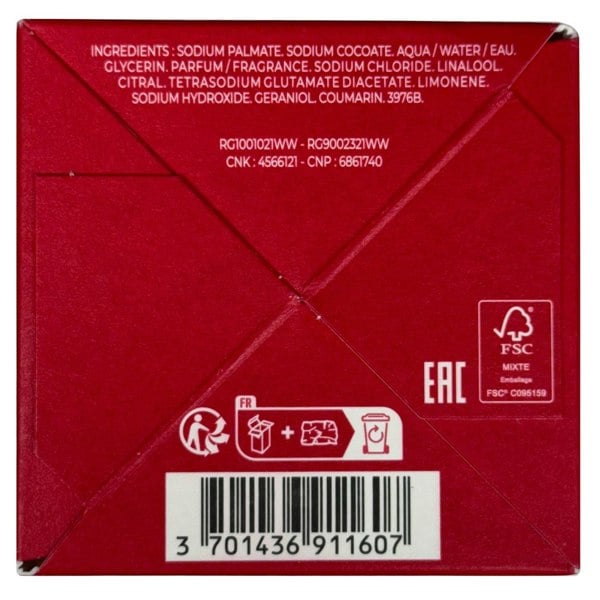 INGREDIENTS : SODIUM PALMATE. SODIUM COCOATE. AQUA / WATER / EAU.
GLYCERIN. PARFUM / FRAGRANCE. SODIUM CHLORIDE. LINALOOL.
CITRAL. TETRASODIUM GLUTAMATE DIACETATE. LIMONENE.
SODIUM HYDROXIDE. GERANIOL. COUMARIN. 3976B.
RG1001021WW - RG9002321WW
CNK : 4566121 - CNP : 6861740
FSC
MIXTE
Emballage
FSC® C095159
EAC
FR
3 701436 911607